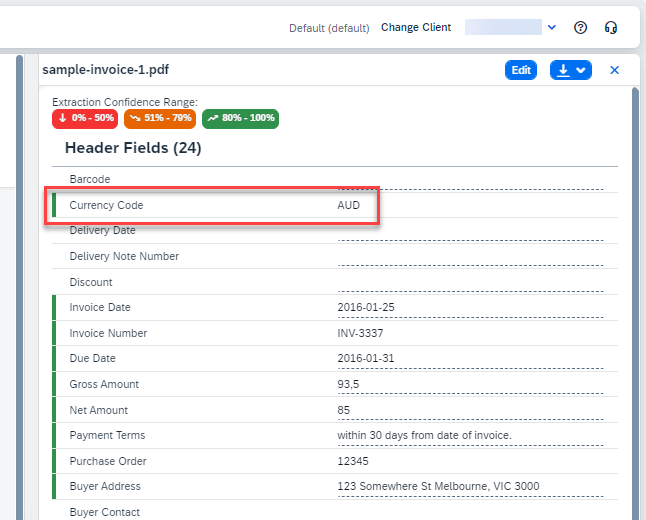 Default (default) Change Client
sample-invoice-1.pdf Edit
Extraction Confidence Range:
0% - 50% 51% - 79% 80% - 100%
Header Fields (24)
Barcode
Currency Code AUD
Delivery Date
Delivery Note Number
Discount
Invoice Date 2016-01-25
Invoice Number INV-3337
Due Date 2016-01-31
Gross Amount 93,5
Net Amount 85
Payment Terms within 30 days from date of invoice.
Purchase Order 12345
Buyer Address 123 Somewhere St Melbourne, VIC 3000
Buyer Contact